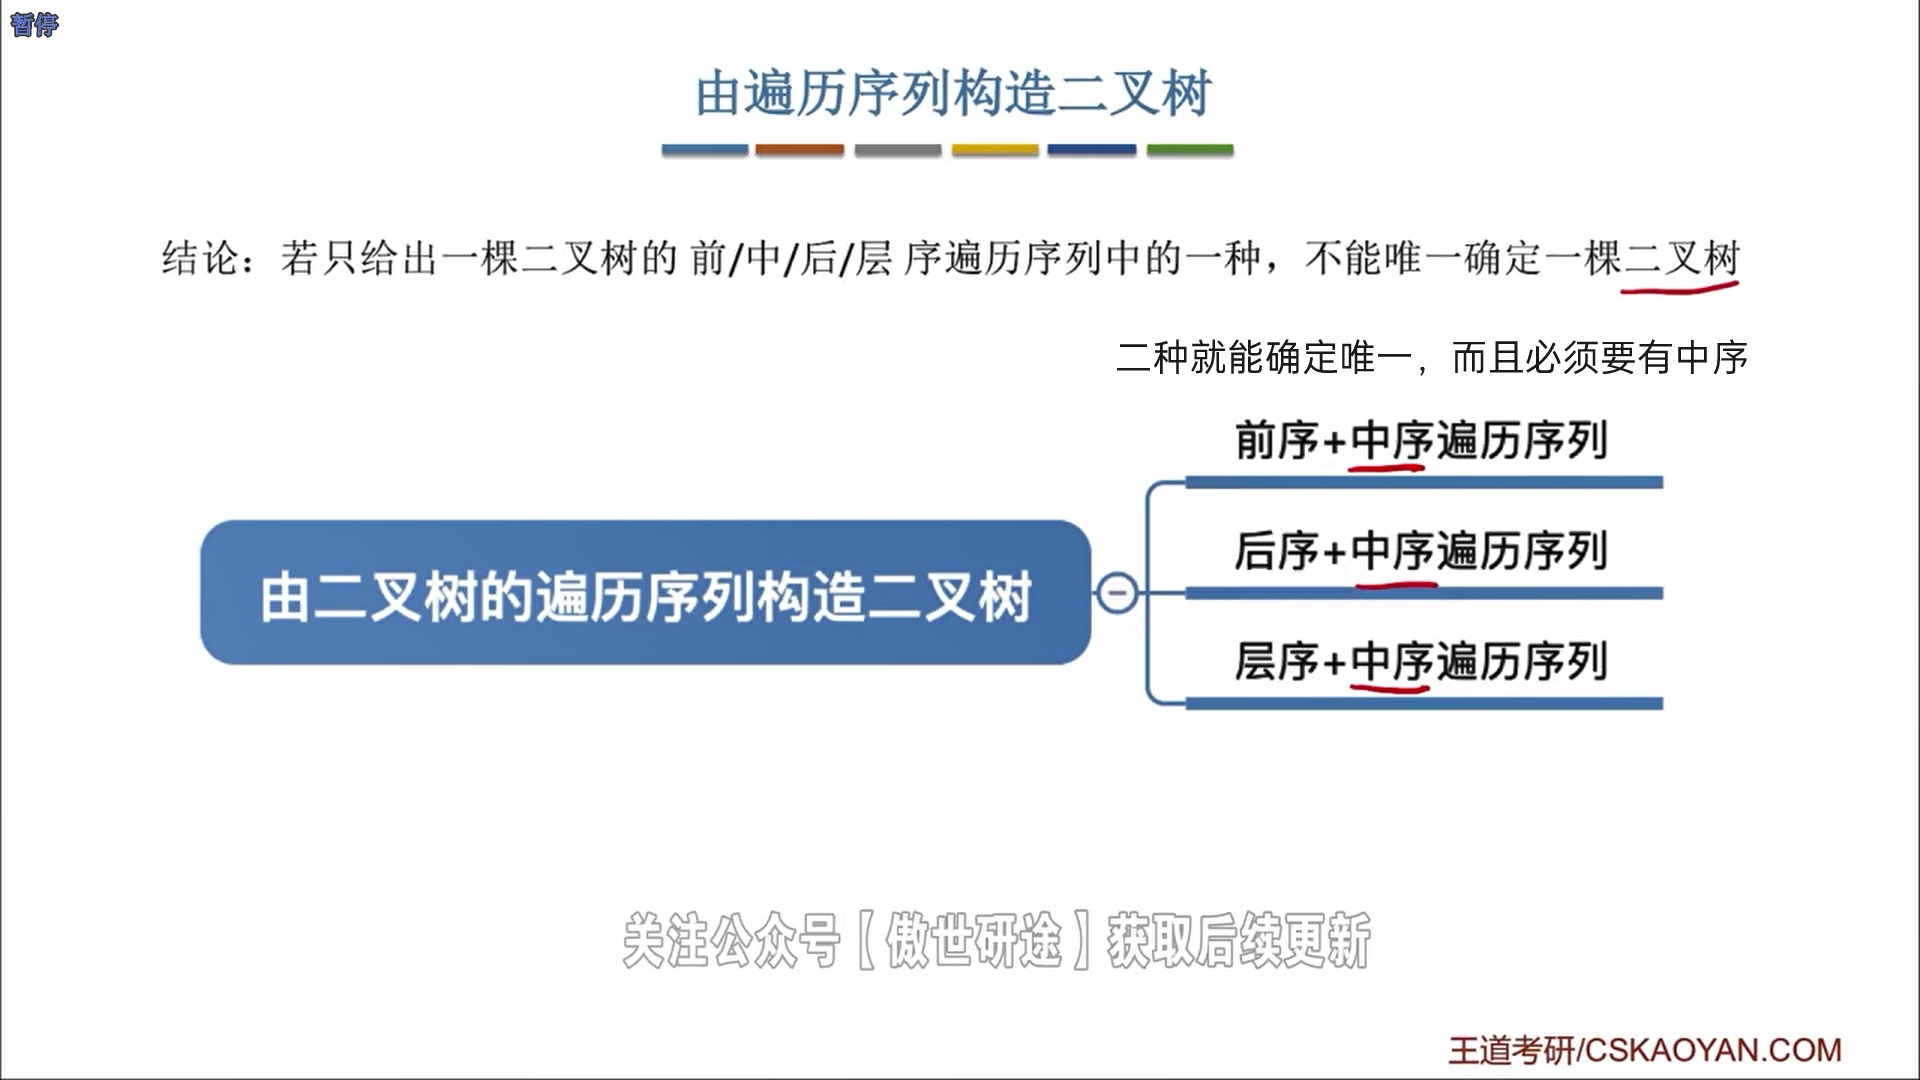 暂停
由遍历序列构造二叉树
结论：若只给出一棵二叉树的 前/中/后/层 序遍历序列中的一种，不能唯一确定一棵二叉树
二种就能确定唯一，而且必须要有中序
前序+中序遍历序列
后序+中序遍历序列
由二叉树的遍历序列构造二叉树
层序+中序遍历序列
关注公众号【傲世研途】获取后续更新
王道考研/CSKAOYAN.COM